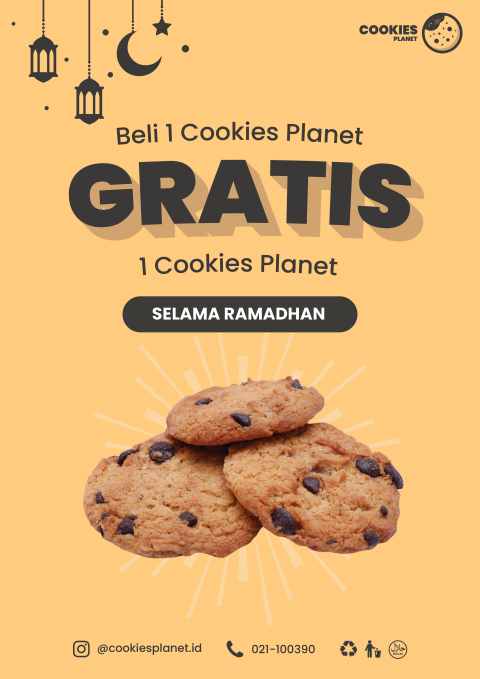 COOKIES
PLANET
Beli 1 Cookies Planet
GRATIS
1 Cookies Planet
SELAMA RAMADHAN
@cookiesplanet.id
021-100390